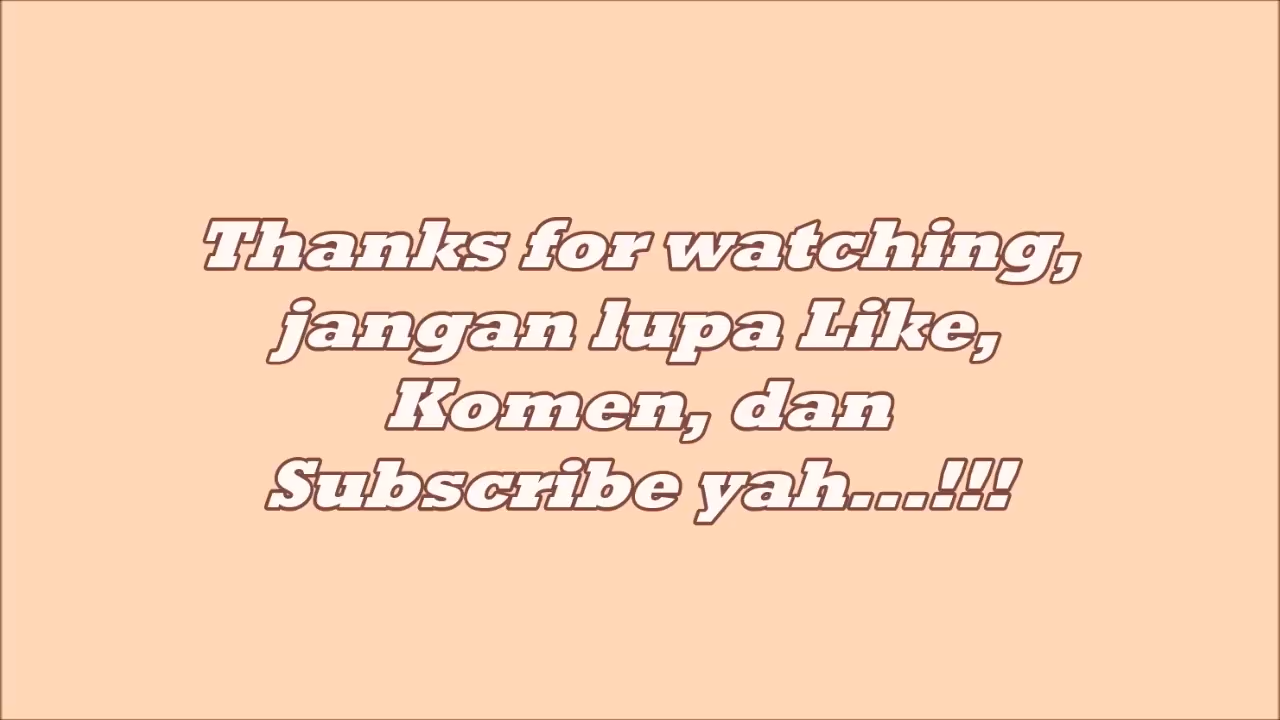 Thanks for watching,
jangan lupa Like,
Komen, dan
Subscribe yah...!!!